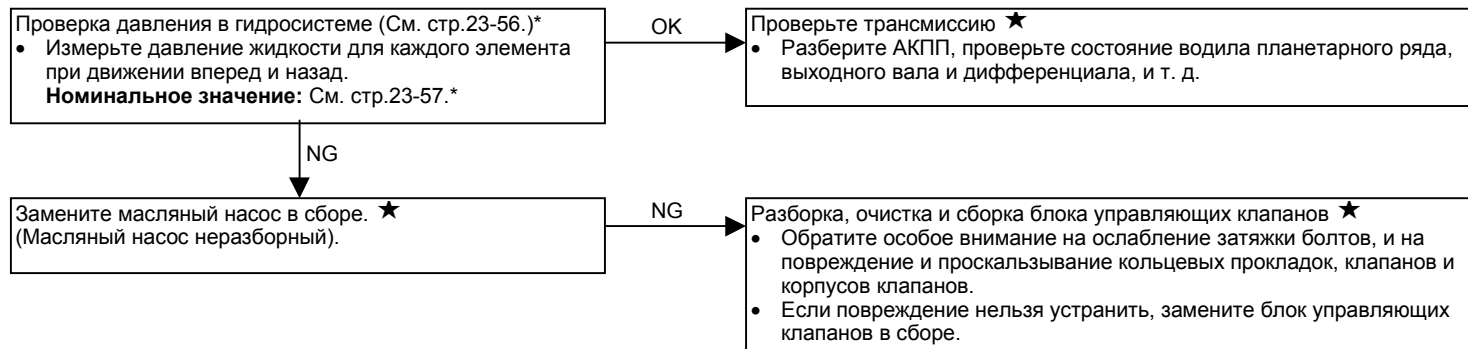 Проверка давления в гидросистеме (См. стр.23-56.)*
• Измерьте давление жидкости для каждого элемента
при движении вперед и назад.
Номинальное значение: См. стр.23-57.*
OK
Проверьте трансмиссию ★
• Разберите АКПП, проверьте состояние водила планетарного ряда,
выходного вала и дифференциала, и т. д.
NG
Замените масляный насос в сборе. ★
(Масляный насос неразборный).
NG
Разборка, очистка и сборка блока управляющих клапанов ★
• Обратите особое внимание на ослабление затяжки болтов, и на
повреждение и проскальзывание кольцевых прокладок, клапанов и
корпусов клапанов.
• Если повреждение нельзя устранить, замените блок управляющих
клапанов в сборе.